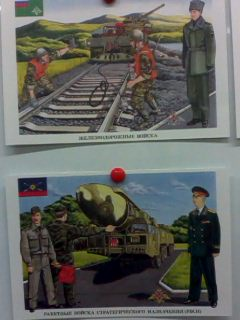 ЖЕЛЕЗНОДОРОЖНЫЕ ВОЙСКА
РАКЕТНЫЕ ВОЙСКА СТРАТЕГИЧЕСКОГО НАЗНАЧЕНИЯ (РВСН)